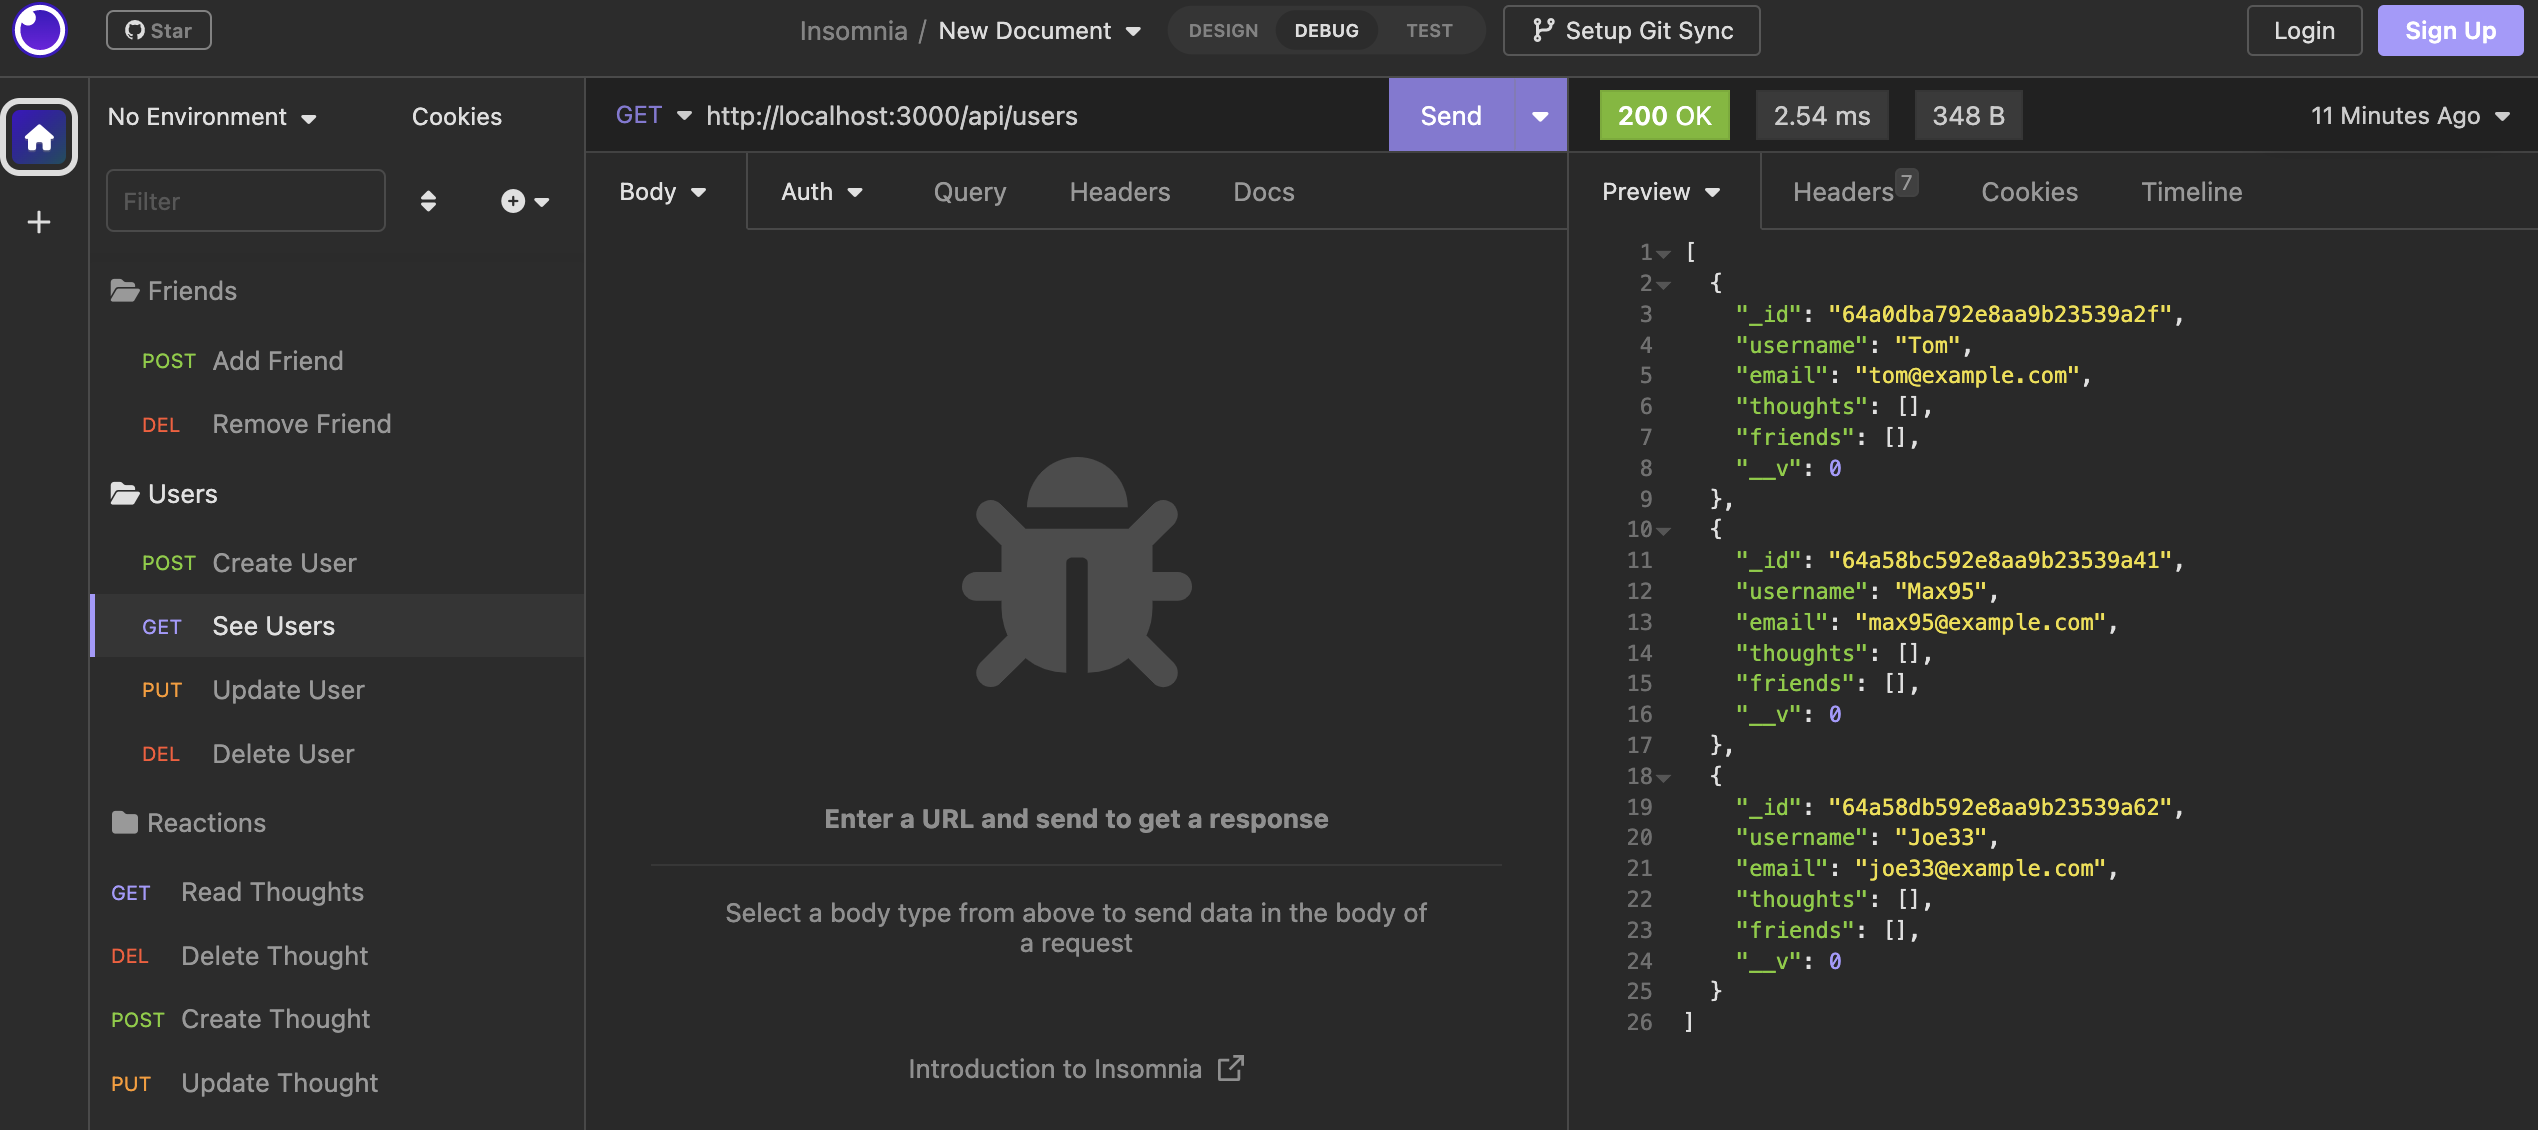 Star
Insomnia / New Document
DESIGN DEBUG TEST
Setup Git Sync
Login
Sign Up
No Environment
Cookies
Filter
Friends
POST Add Friend
DEL Remove Friend
Users
POST Create User
GET See Users
PUT Update User
DEL Delete User
Reactions
GET Read Thoughts
DEL Delete Thought
POST Create Thought
PUT Update Thought
GET http://localhost:3000/api/users Send
Body Auth Query Headers Docs
Enter a URL and send to get a response
Select a body type from above to send data in the body of
a request
Introduction to Insomnia
200 OK 2.54 ms 348 B 11 Minutes Ago
Preview Headers 7 Cookies Timeline
1 [
2 {
3 "_id": "64a0dba792e8aa9b23539a2f",
4 "username": "Tom",
5 "email": "tom@example.com",
6 "thoughts": [],
7 "friends": [],
8 "__v": 0
9 },
10 {
11 "_id": "64a58bc592e8aa9b23539a41",
12 "username": "Max95",
13 "email": "max95@example.com",
14 "thoughts": [],
15 "friends": [],
16 "__v": 0
17 },
18 {
19 "_id": "64a58db592e8aa9b23539a62",
20 "username": "Joe33",
21 "email": "joe33@example.com",
22 "thoughts": [],
23 "friends": [],
24 "__v": 0
25 }
26 ]